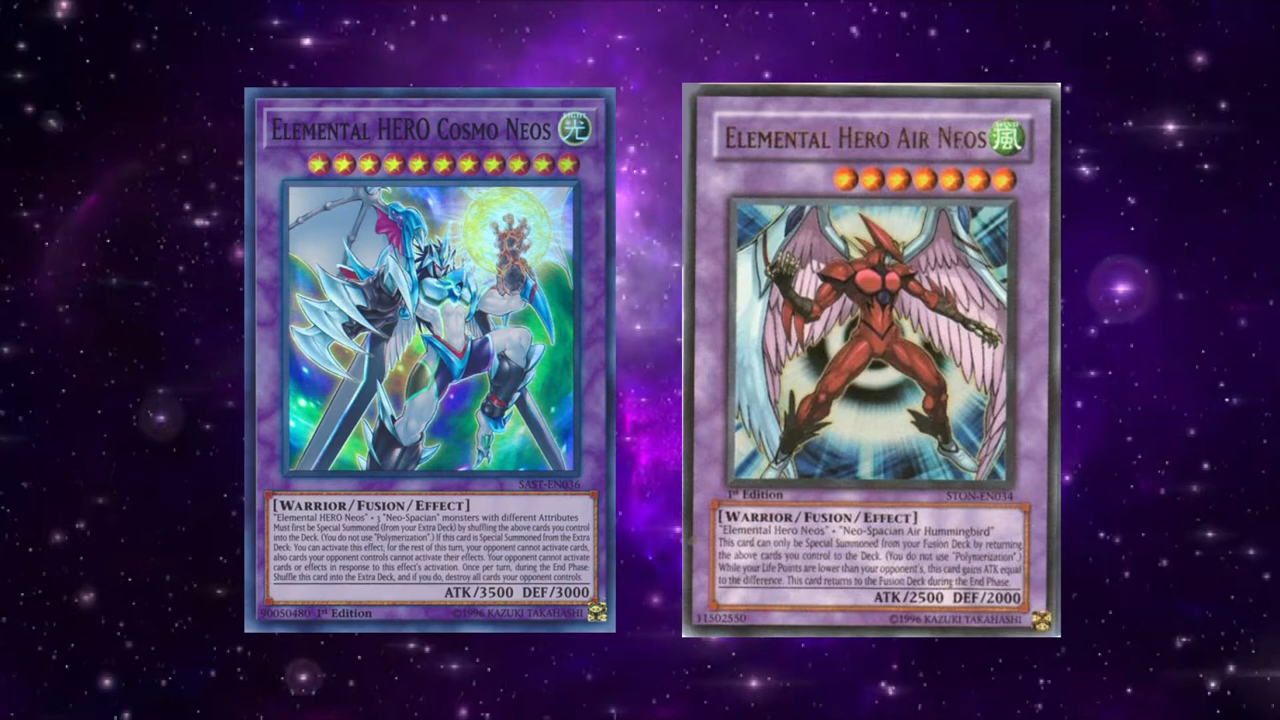 ELEMENTAL HERO COSMO NEOS
LIGHT
光
SAST-EN036
[WARRIOR/FUSION/EFFECT]
"Elemental HERO Neos" + 3 "Neo-Spacian" monsters with different Attributes
Must first be Special Summoned (from your Extra Deck) by shuffling the above cards you control
into the Deck. (You do not use "Polymerization".) If this card is Special Summoned from the Extra
Deck: You can activate this effect; for the rest of this turn, your opponent cannot activate cards,
also cards your opponent controls cannot activate their effects. Your opponent cannot activate
cards or effects in response to this effect's activation. Once per turn, during the End Phase:
Shuffle this card into the Extra Deck, and if you do, destroy all cards your opponent controls.
ATK/3500 DEF/3000
90050480 1st Edition ©1996 KAZUKI TAKAHASHI
ELEMENTAL HERO AIR NEOS
WIND
風
1st Edition STON-EN034
[WARRIOR/FUSION/EFFECT]
"Elemental Hero Neos" + "Neo-Spacian Air Hummingbird"
This card can only be Special Summoned from your Fusion Deck by returning
the above cards you control to the Deck. (You do not use "Polymerization".)
While your Life Points are lower than your opponent's, this card gains ATK equal
to the difference. This card returns to the Fusion Deck during the End Phase.
ATK/2500 DEF/2000
11502550 ©1996 KAZUKI TAKAHASHI